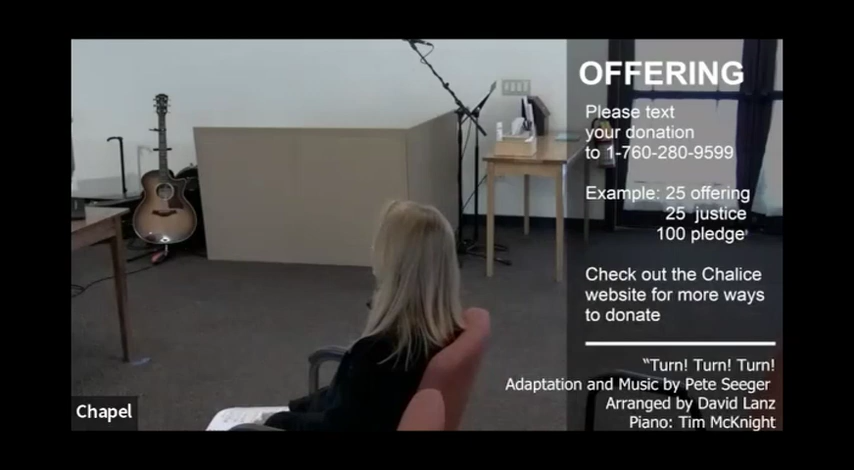 OFFERING
Please text
your donation
to 1-760-280-9599
Example: 25 offering
25 justice
100 pledge
Check out the Chalice
website for more ways
to donate
“Turn! Turn! Turn!
Adaptation and Music by Pete Seeger
Arranged by David Lanz
Piano: Tim McKnight
Chapel